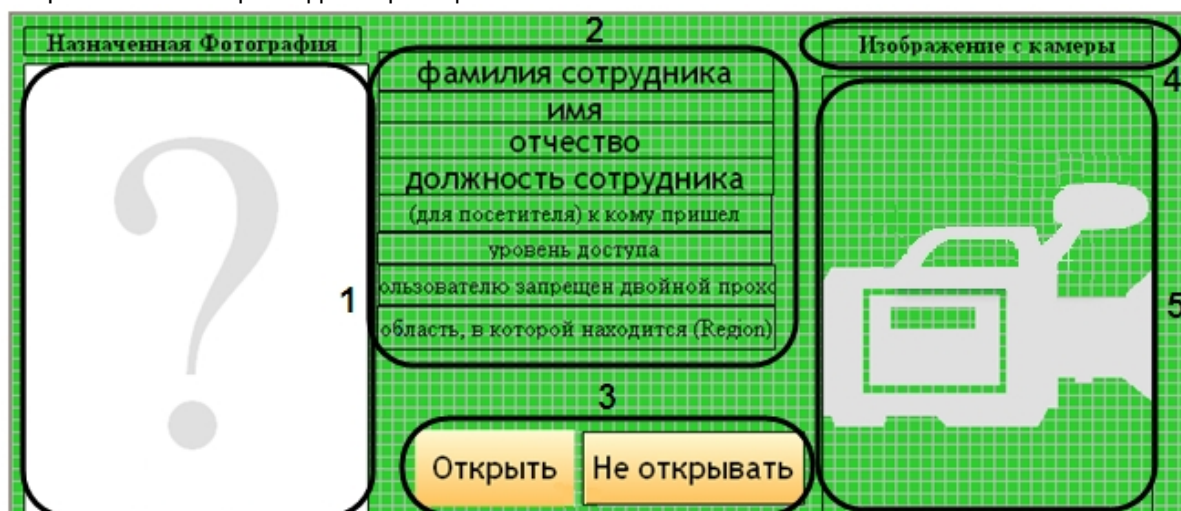 Назначенная Фотография
1
2
фамилия сотрудника
имя
отчество
должность сотрудника
(для посетителя) к кому пришел
уровень доступа
ользователю запрещен двойной прохо
область, в которой находится (Region)
3
Открыть
Не открывать
Изображение с камеры
4
5